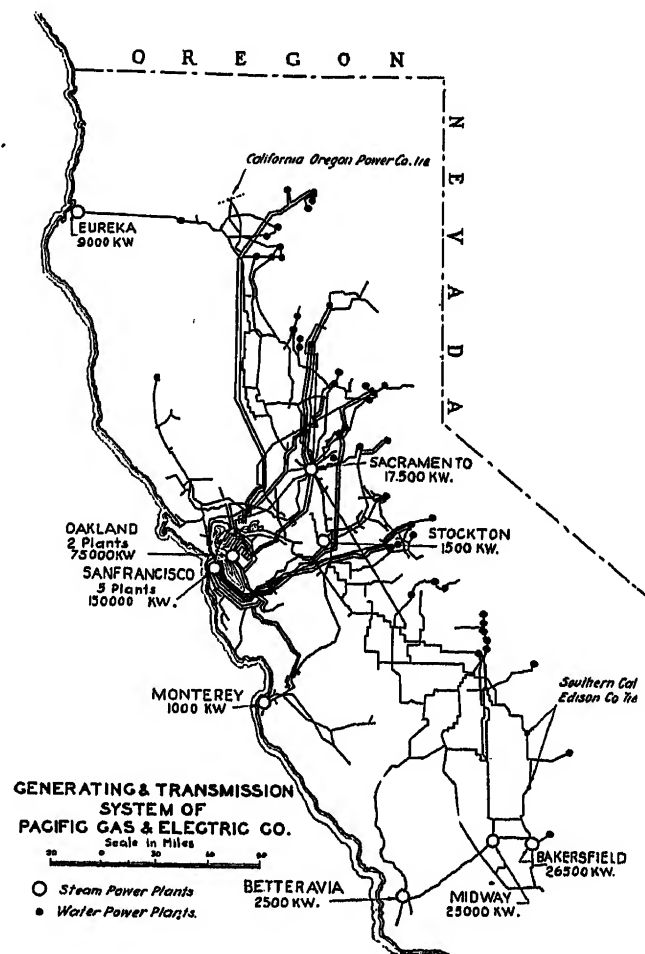 OREGON
NEVADA
California Oregon Power Co. tie
EUREKA
9000 KW
SACRAMENTO
17.500 KW.
OAKLAND
2 Plants
75000KW
STOCKTON
1500 KW.
SANFRANCISCO
5 Plants
150000 KW.
MONTEREY
1000 KW
Southern Cal
Edison Co Tie
GENERATING & TRANSMISSION
SYSTEM OF
PACIFIC GAS & ELECTRIC CO.
Scale in Miles
○ Steam Power Plants
● Water Power Plants.
BETTERAVIA
2500 KW.
MIDWAY
25000 KW.
BAKERSFIELD
26500 KW.